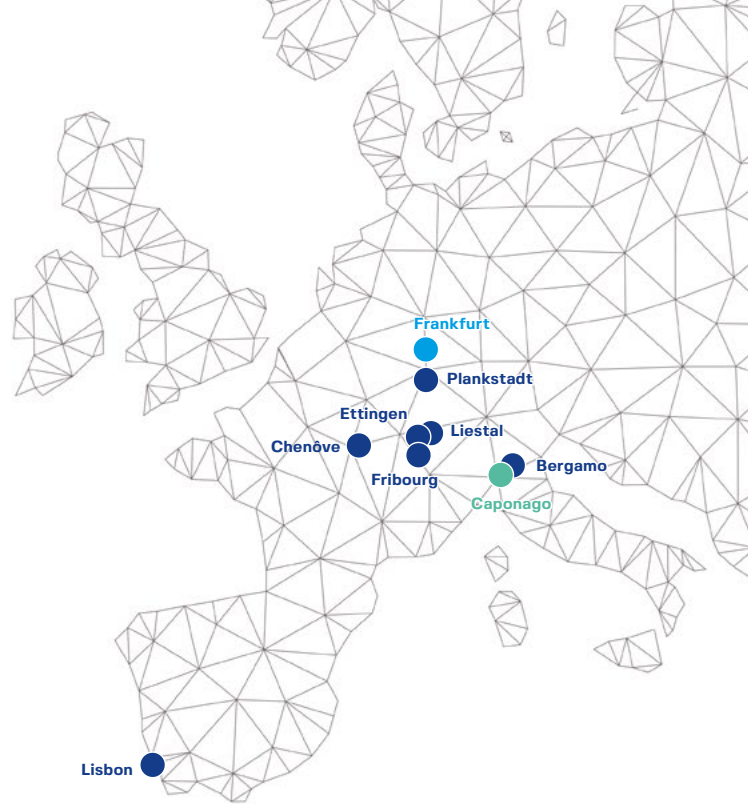 Frankfurt
Plankstadt
Ettingen
Liestal
Chenôve
Bergamo
Fribourg
Caponago
Lisbon